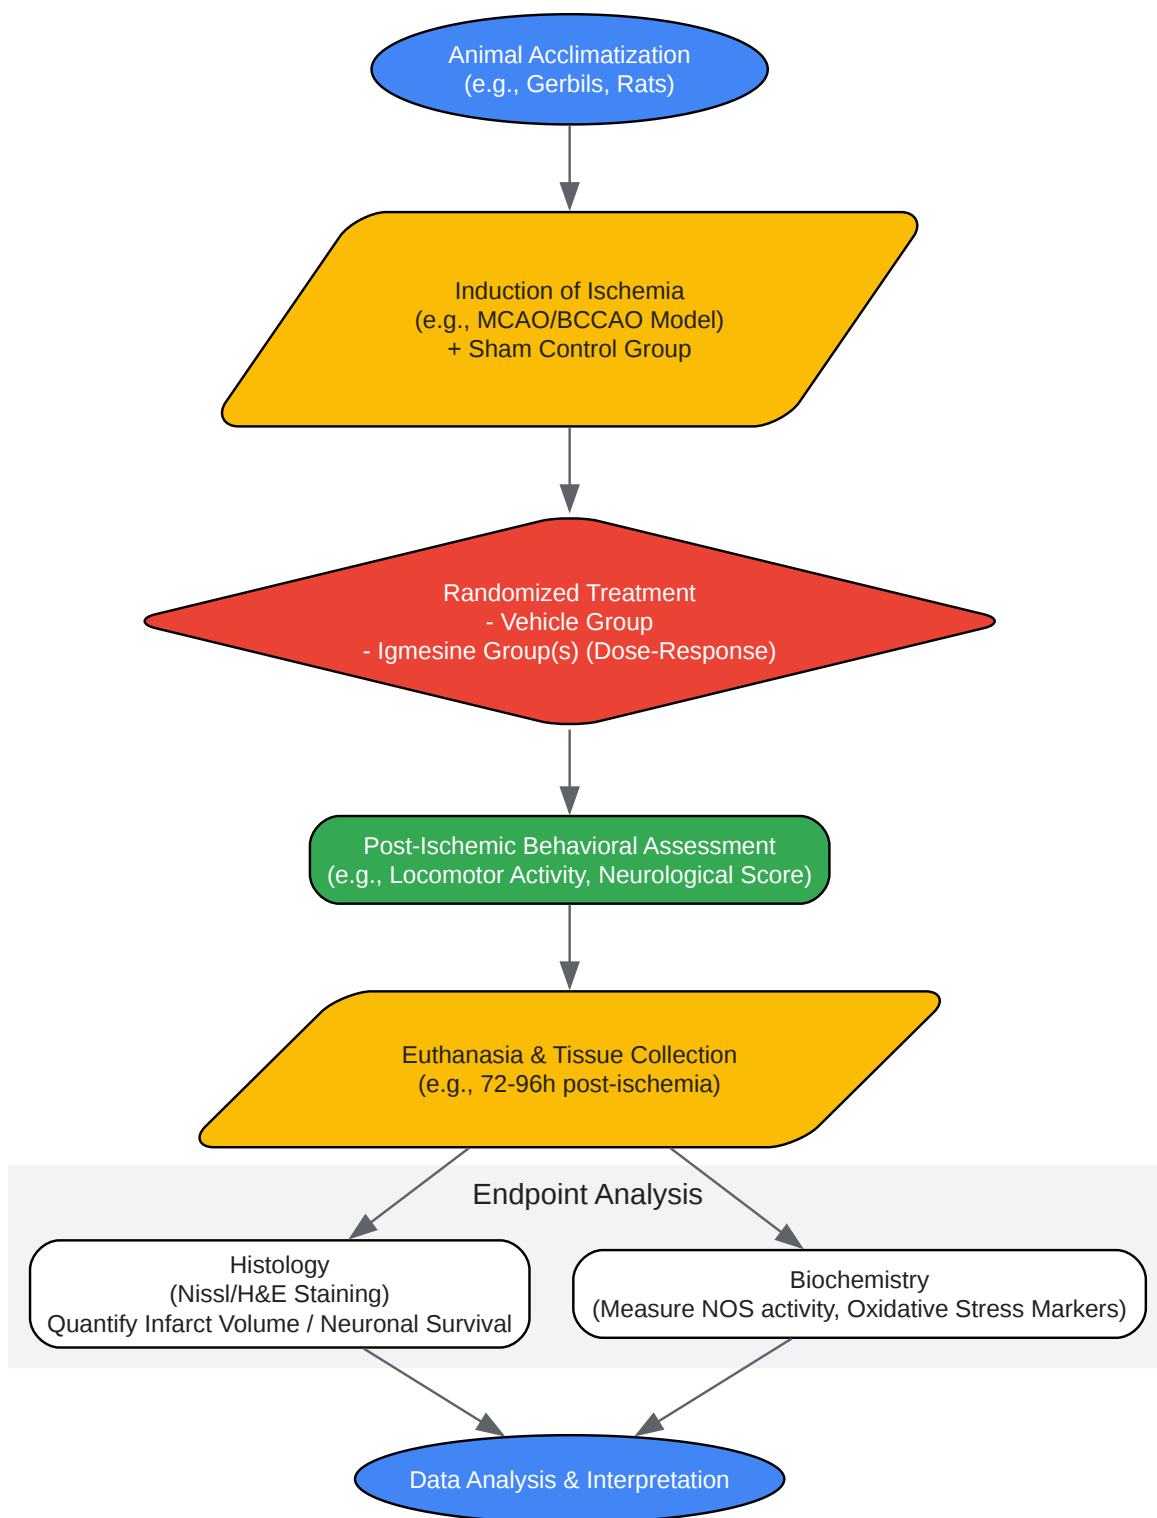 Animal Acclimatization
(e.g., Gerbils, Rats)
Induction of Ischemia
(e.g., MCAO/BCCAO Model)
+ Sham Control Group
Randomized Treatment
- Vehicle Group
- Igmesine Group(s) (Dose-Response)
Post-Ischemic Behavioral Assessment
(e.g., Locomotor Activity, Neurological Score)
Euthanasia & Tissue Collection
(e.g., 72-96h post-ischemia)
Endpoint Analysis
Histology
(Nissl/H&E Staining)
Quantify Infarct Volume / Neuronal Survival
Biochemistry
(Measure NOS activity, Oxidative Stress Markers)
Data Analysis & Interpretation